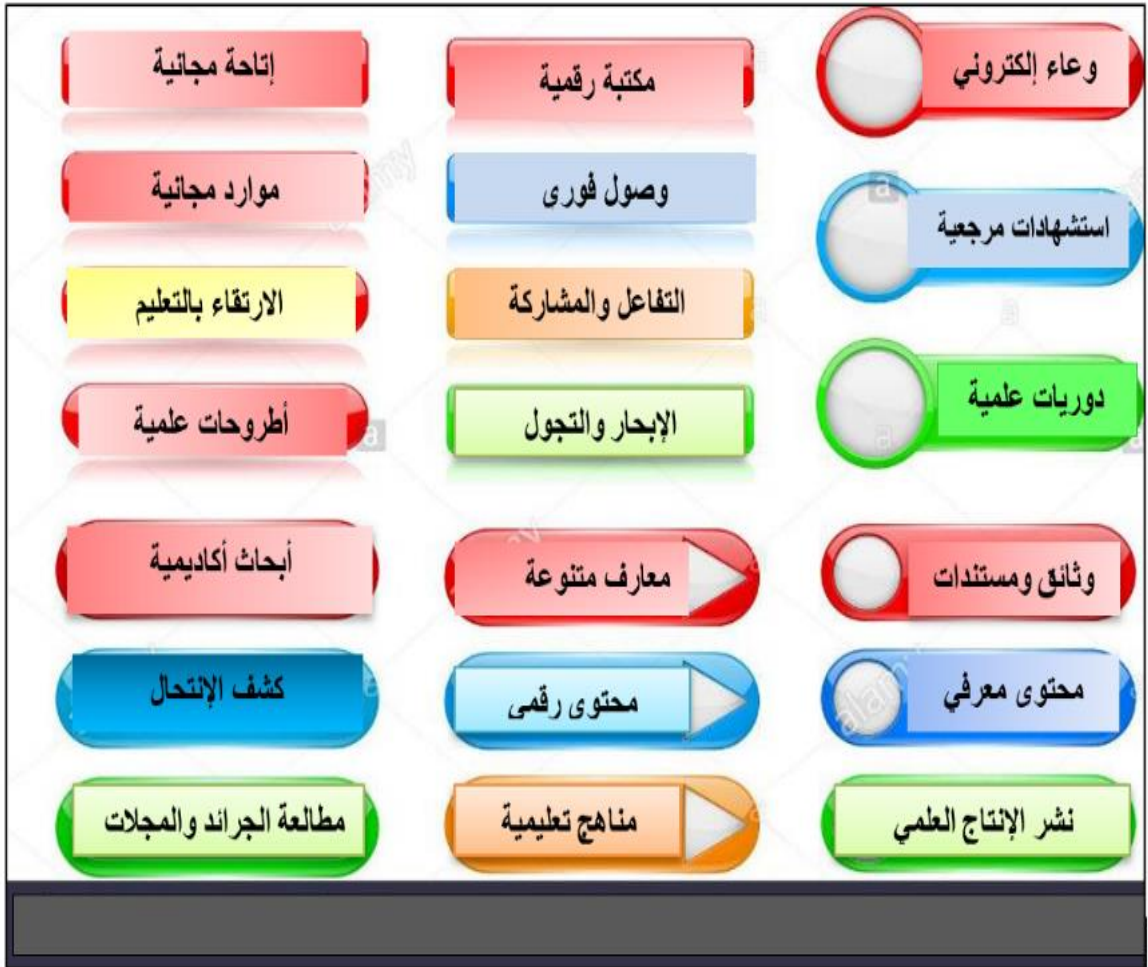 وعاء إلكتروني
مكتبة رقمية
إتاحة مجانية
استشهادات مرجعية
وصول فورى
موارد مجانية
التفاعل والمشاركة
الارتقاء بالتعليم
دوريات علمية
الإبحار والتجول
أطروحات علمية
وثائق ومستندات
معارف متنوعة
أبحاث أكاديمية
محتوى معرفي
محتوى رقمى
كشف الإنتحال
نشر الإنتاج العلمي
مناهج تعليمية
مطالعة الجرائد والمجلات
a
a
a
a
alamy